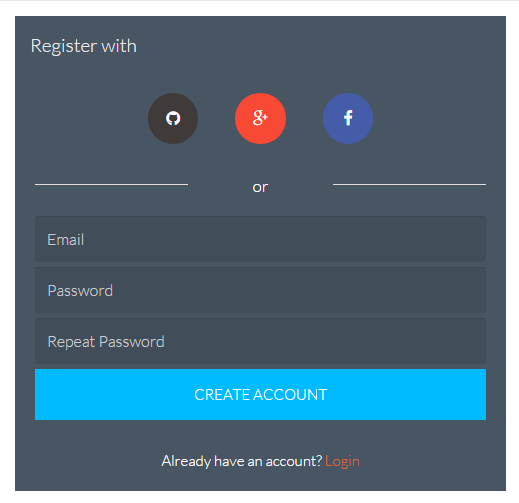 Register with
or
Email
Password
Repeat Password
CREATE ACCOUNT
Already have an account? Login